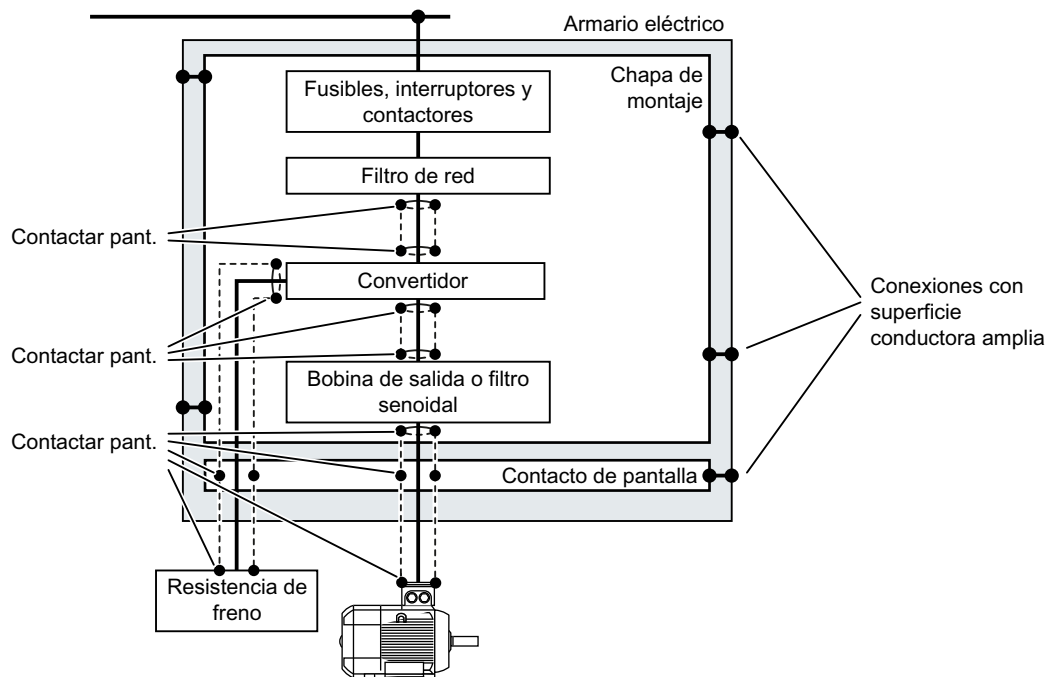 Armario eléctrico
Chapa de
montaje
Fusibles, interruptores y
contactores
Filtro de red
Contactar pant.
Convertidor
Conexiones con
superficie
conductora amplia
Contactar pant.
Bobina de salida o filtro
senoidal
Contactar pant.
Contacto de pantalla
Resistencia de
freno